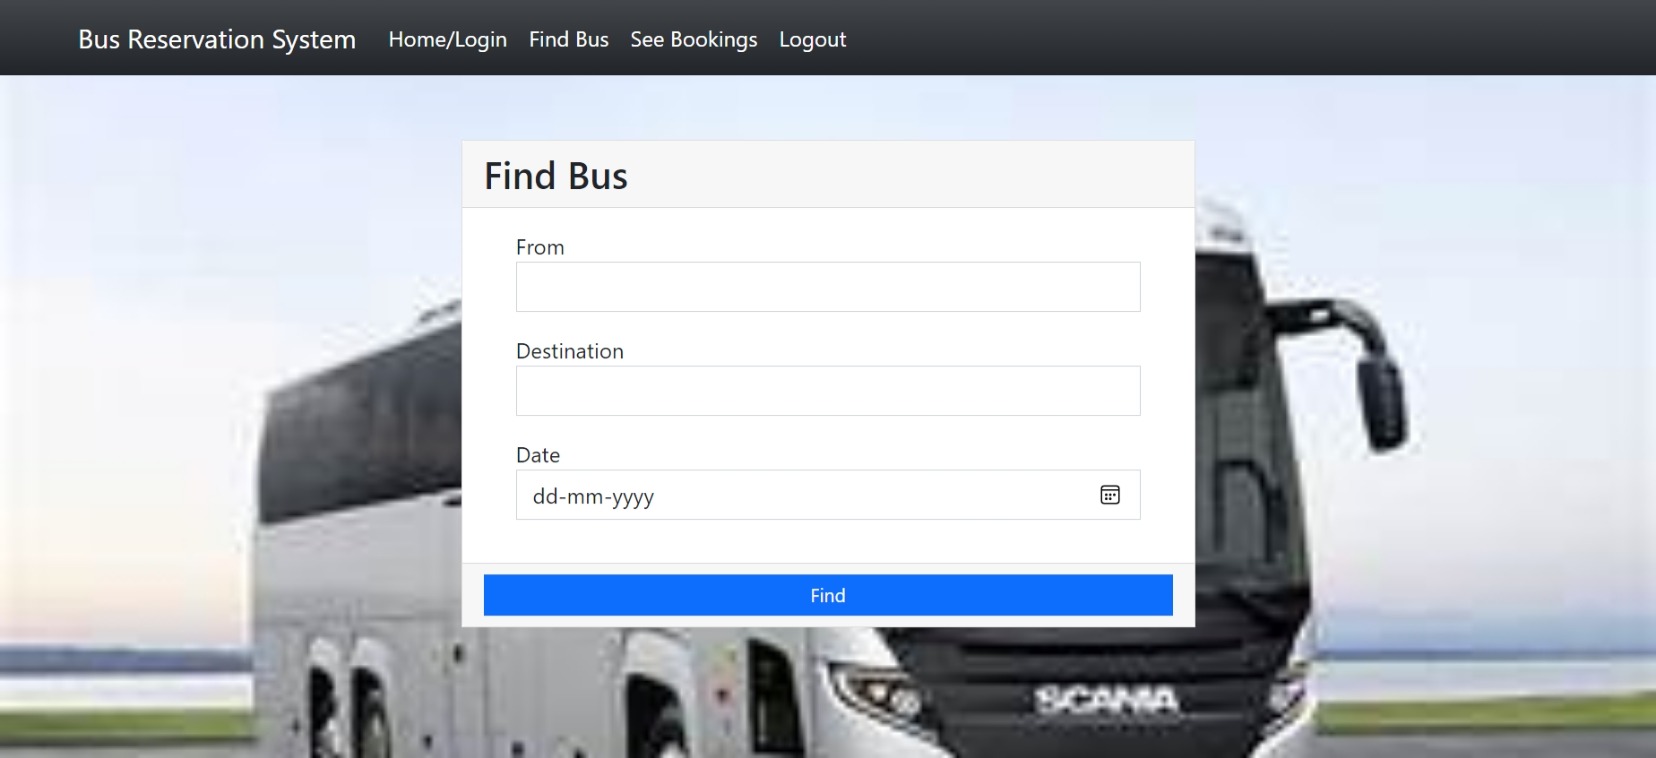 Bus Reservation System Home/Login Find Bus See Bookings Logout
Find Bus
From
Destination
Date
dd-mm-yyyy
Find
SCANIA